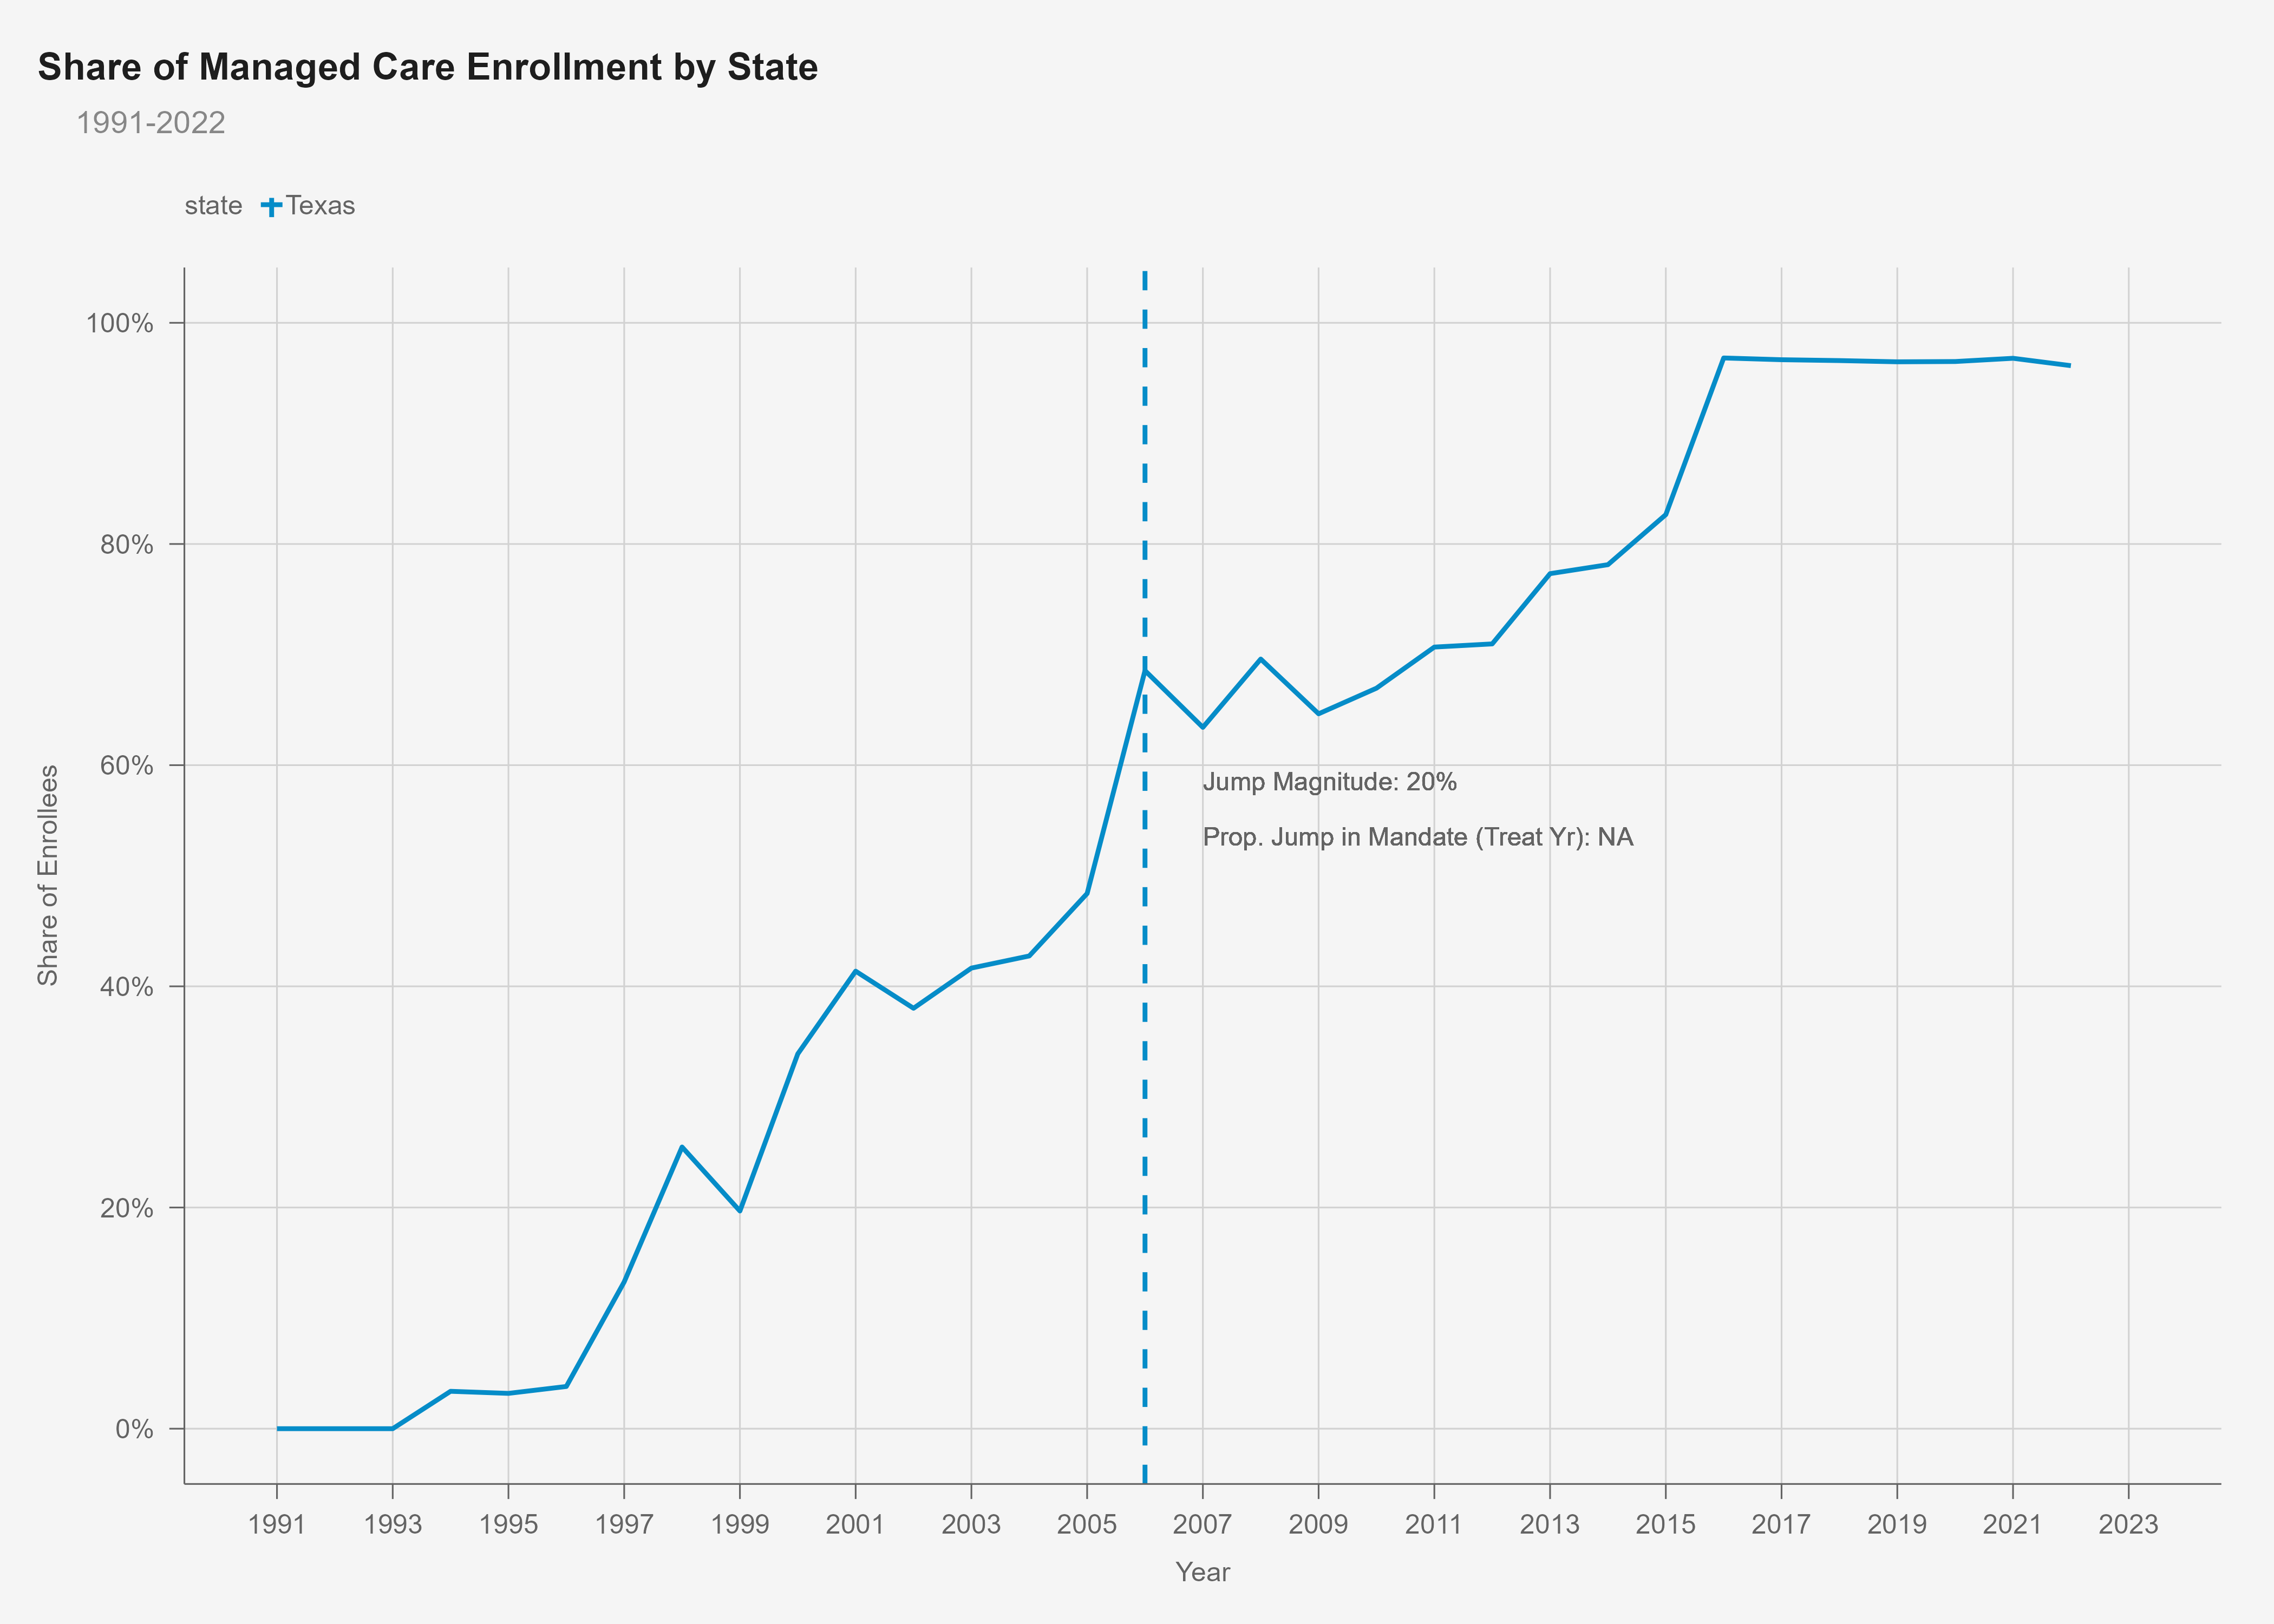 Share of Managed Care Enrollment by State
1991-2022
state Texas
100%
80%
60%
40%
20%
0%
Share of Enrollees
Jump Magnitude: 20%
Prop. Jump in Mandate (Treat Yr): NA
1991 1993 1995 1997 1999 2001 2003 2005 2007 2009 2011 2013 2015 2017 2019 2021 2023
Year